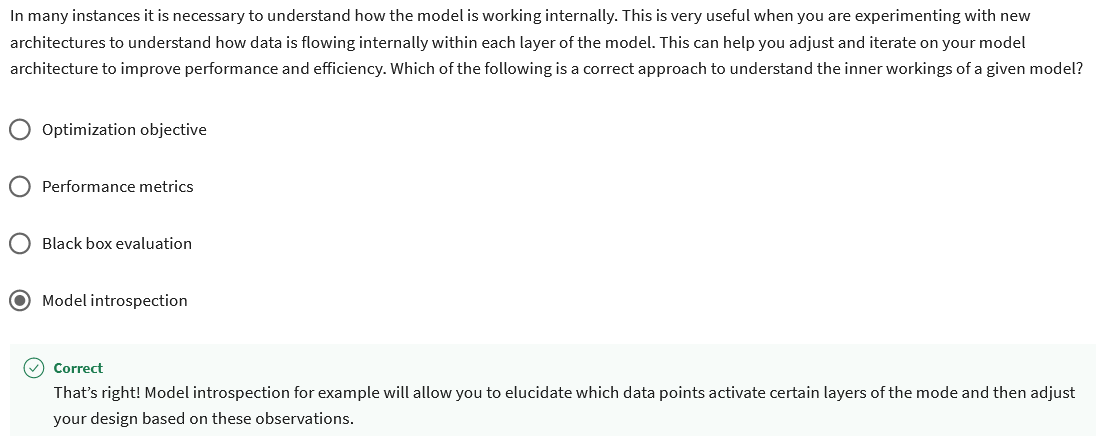 In many instances it is necessary to understand how the model is working internally. This is very useful when you are experimenting with new
architectures to understand how data is flowing internally within each layer of the model. This can help you adjust and iterate on your model
architecture to improve performance and efficiency. Which of the following is a correct approach to understand the inner workings of a given model?
Optimization objective
Performance metrics
Black box evaluation
Model introspection
Correct
That’s right! Model introspection for example will allow you to elucidate which data points activate certain layers of the mode and then adjust
your design based on these observations.